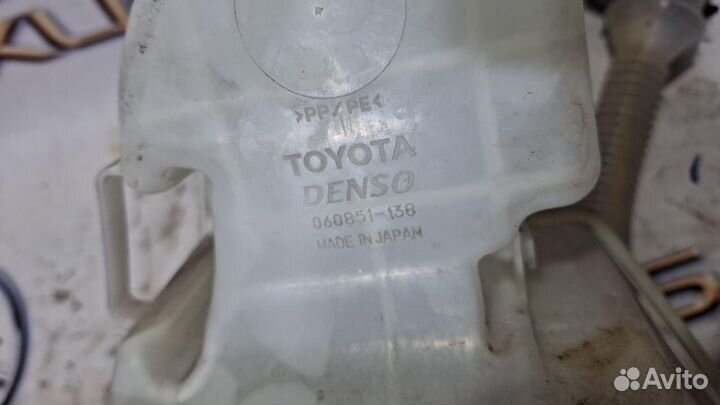 >PP/PE<
TOYOTA
DENSO
060851-138
MADE IN JAPAN
Avito